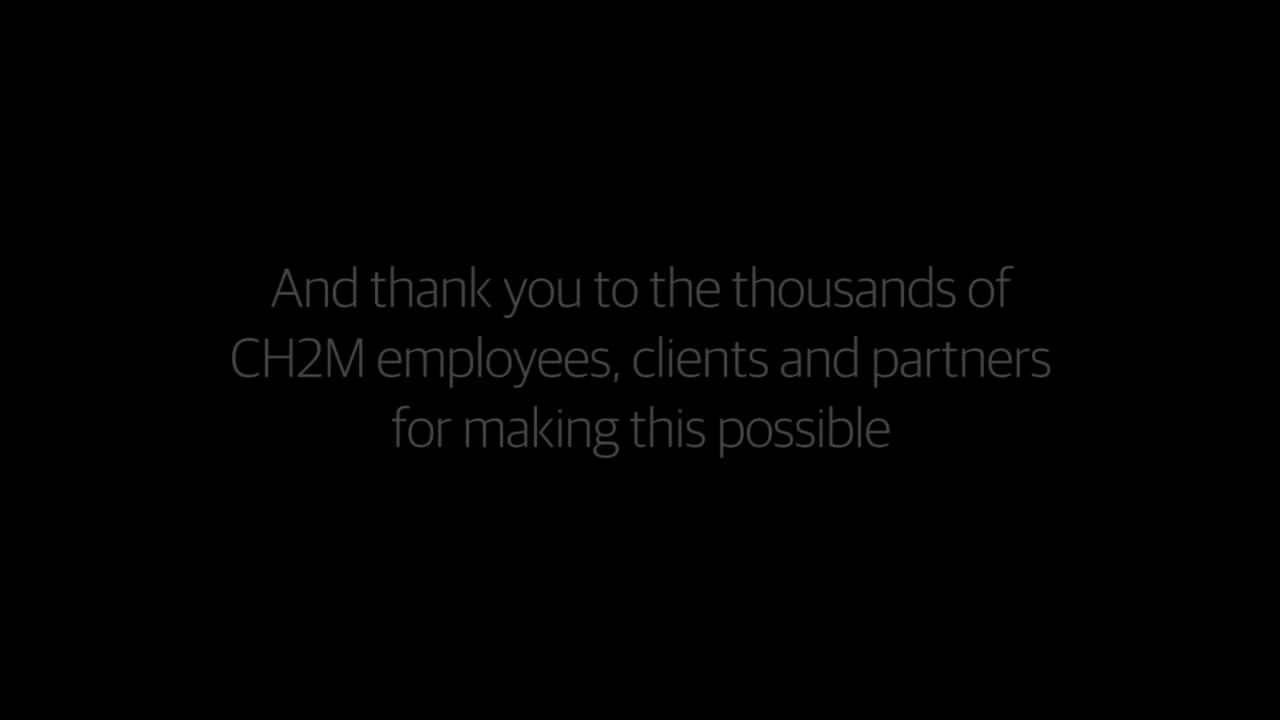 And thank you to the thousands of
CH2M employees, clients and partners
for making this possible